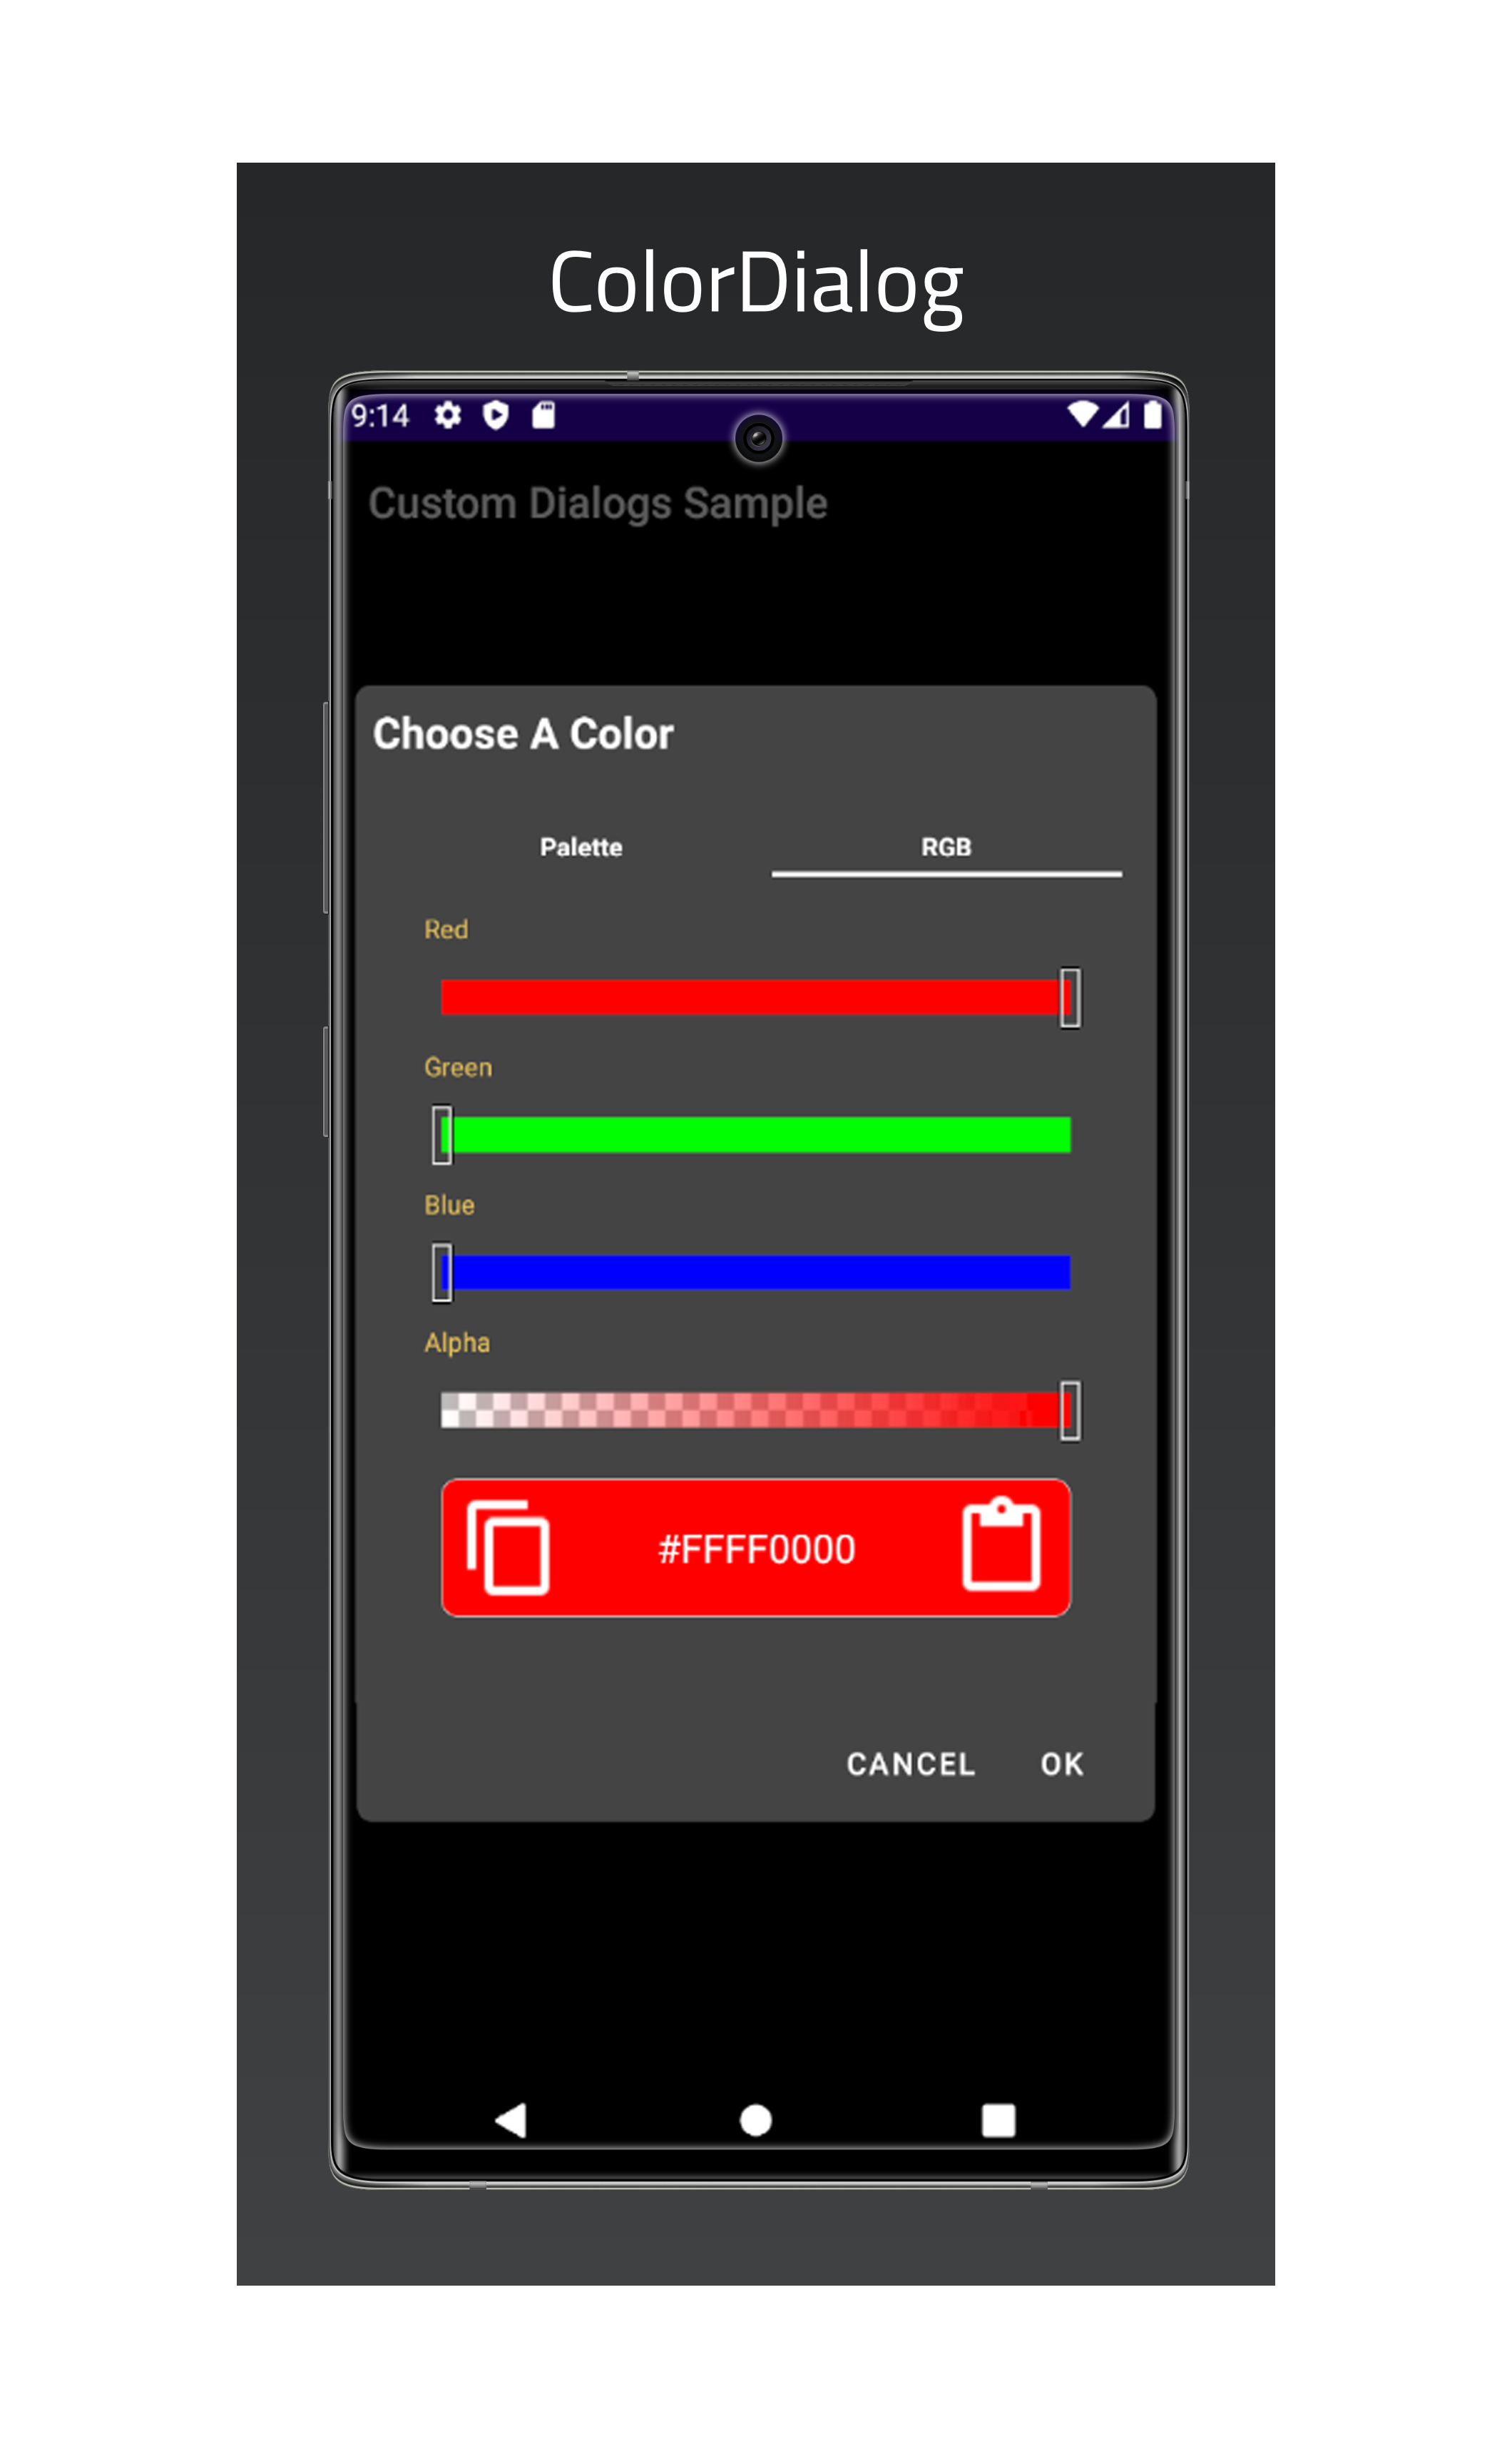 ColorDialog
9:14
Custom Dialogs Sample
Choose A Color
Palette RGB
Red
Green
Blue
Alpha
#FFFF0000
CANCEL OK